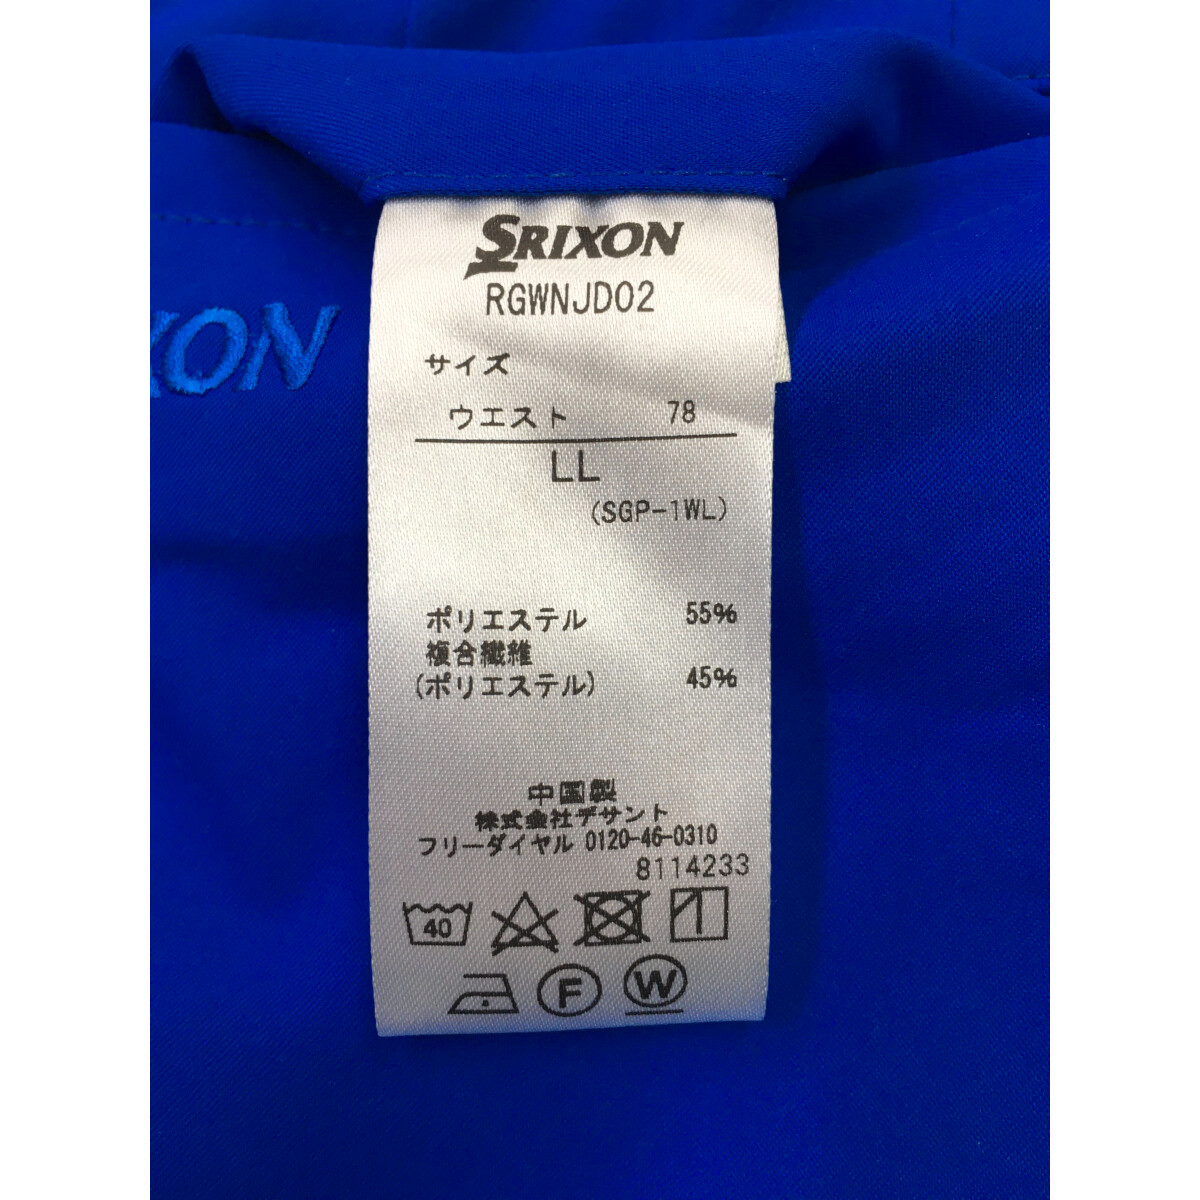 SRIXON
RGWNJD02
XON
サイズ
ウエスト 78
LL
(SGP-1WL)
ポリエステル 55%
複合繊維
(ポリエステル) 45%
中国製
株式会社デサント
フリーダイヤル 0120-46-0310
8114233
40
F W